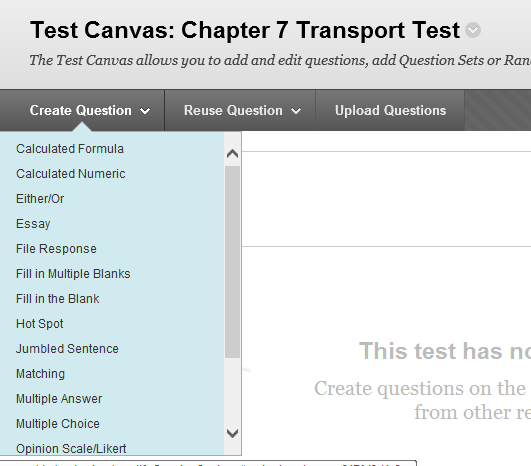 Test Canvas: Chapter 7 Transport Test
The Test Canvas allows you to add and edit questions, add Question Sets or
Create Question
Reuse Question
Upload Questions
Calculated Formula
Calculated Numeric
Either/Or
Essay
File Response
Fill in Multiple Blanks
Fill in the Blank
Hot Spot
Jumbled Sentence
Matching
Multiple Answer
Multiple Choice
Opinion Scale/Likert
This test has
Create questions on the
from other